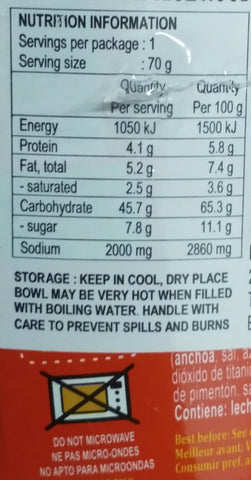 NUTRITION INFORMATION
Servings per package : 1
Serving size : 70 g
Quantity Quantity
Per serving Per 100 g
Energy 1050 kJ 1500 kJ
Protein 4.1 g 5.8 g
Fat, total 5.2 g 7.4 g
- saturated 2.5 g 3.6 g
Carbohydrate 45.7 g 65.3 g
- sugar 7.8 g 11.1 g
Sodium 2000 mg 2860 mg
STORAGE : KEEP IN COOL, DRY PLACE
BOWL MAY BE VERY HOT WHEN FILLED
WITH BOILING WATER. HANDLE WITH
CARE TO PREVENT SPILLS AND BURNS
anchoa, sal,
dióxido de
de pimentón,
Contiene:
DO NOT MICROWAVE
NE PAS MICRO-ONDES
NO APTO PARA MICROONDAS
Best before: See
Meilleur avant:
Consumir pref.